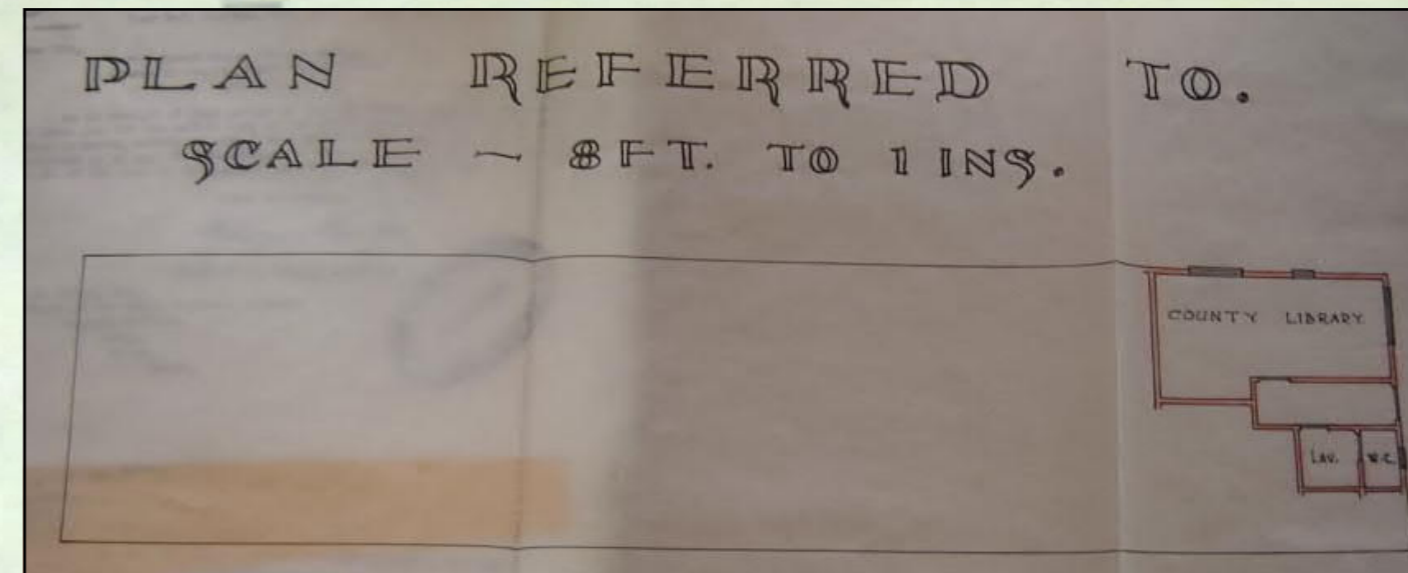 PLAN REFERRED TO.
SCALE - 8FT. TO 1 INS.
COUNTY LIBRARY
LAV.
W.C.